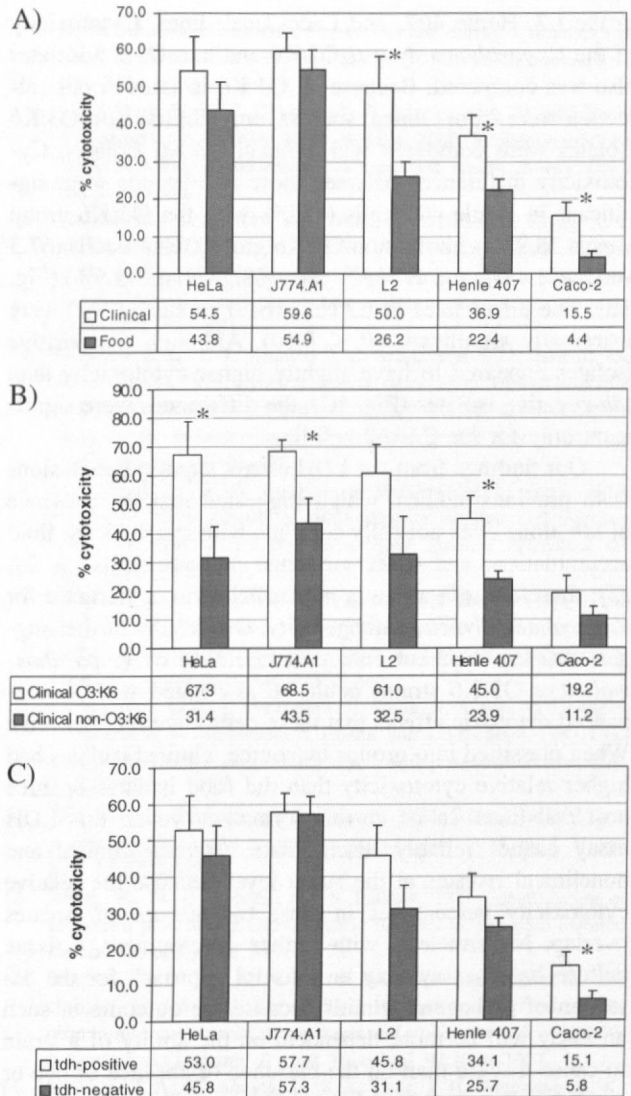 A)
70.0
60.0
50.0
40.0
30.0
20.0
10.0
0.0
% cytotoxicity
*
*
*
HeLa J774.A1 L2 Henle 407 Caco-2
Clinical 54.5 59.6 50.0 36.9 15.5
Food 43.8 54.9 26.2 22.5 4.4
B)
90.0
80.0
70.0
60.0
50.0
40.0
30.0
20.0
10.0
0.0
% cytotoxicity
*
*
*
HeLa J774.A1 L2 Henle 407 Caco-2
Clinical O3:K6 67.3 68.5 61.0 45.0 19.2
Clinical non-O3:K6 31.4 43.5 32.5 23.9 11.2
C)
70.0
60.0
50.0
40.0
30.0
20.0
10.0
0.0
% cytotoxicity
*
HeLa J774.A1 L2 Henle 407 Caco-2
tdh-positive 53.0 57.7 45.8 34.1 15.1
tdh-negative 45.8 57.3 31.1 25.7 5.8